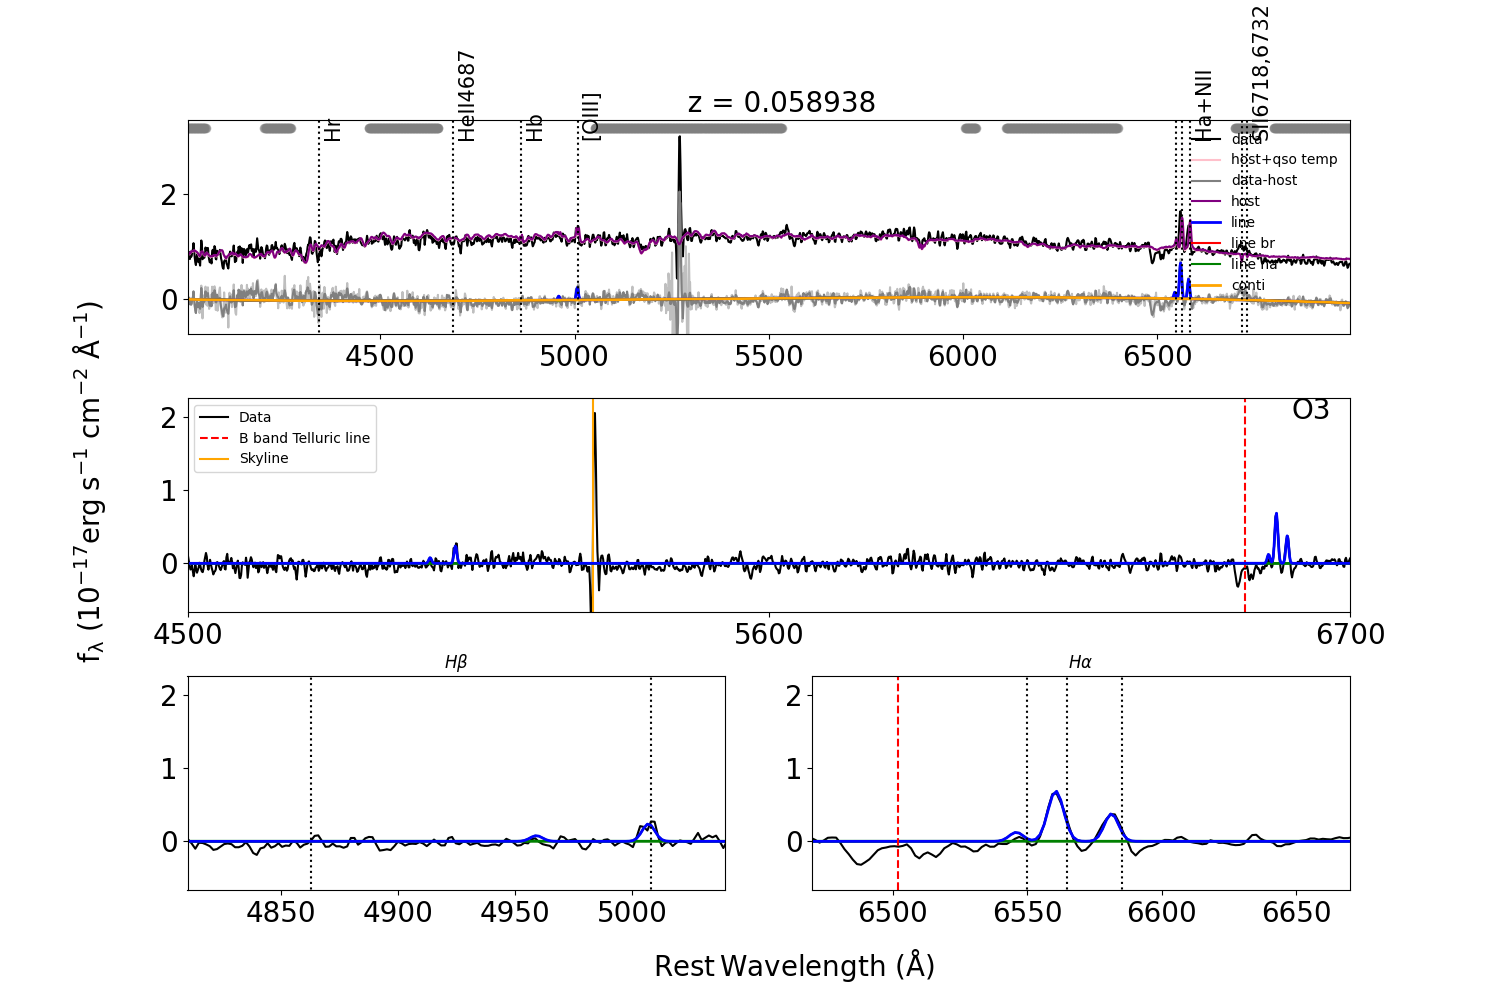 z = 0.058938
Hr
HeII4687
Hb
[OIII]
Ha+NII
SII6718,6732
data
host+qso temp
data-host
host
line
line br
line na
conti
2
0
4500 5000 5500 6000 6500
fλ (10⁻¹⁷erg s⁻¹ cm⁻² Å⁻¹)
Data
B band Telluric line
Skyline
O3
2
1
0
4500 5600 6700
Hβ
2
1
0
4850 4900 4950 5000
Hα
2
1
0
6500 6550 6600 6650
Rest Wavelength (Å)